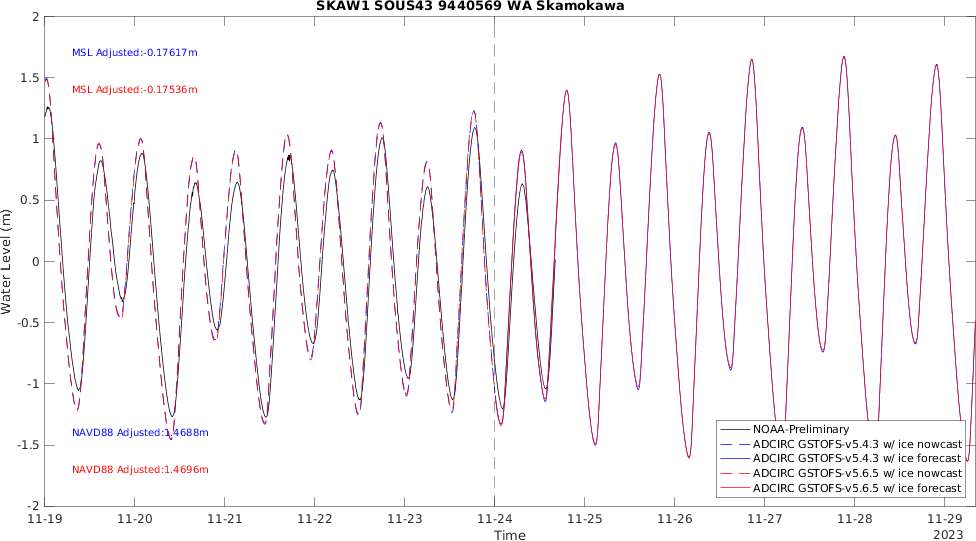 SKAW1 SOUS43 9440569 WA Skamokawa
2
1.5
1
0.5
0
-0.5
-1
-1.5
-2
Water Level (m)
MSL Adjusted:-0.17617m
MSL Adjusted:-0.17536m
NAVD88 Adjusted:1.4688m
NAVD88 Adjusted:1.4696m
NOAA-Preliminary
ADCIRC GSTOFS-v5.4.3 w/ ice nowcast
ADCIRC GSTOFS-v5.4.3 w/ ice forecast
ADCIRC GSTOFS-v5.6.5 w/ ice nowcast
ADCIRC GSTOFS-v5.6.5 w/ ice forecast
11-19 11-20 11-21 11-22 11-23 11-24 11-25 11-26 11-27 11-28 11-29
Time 2023